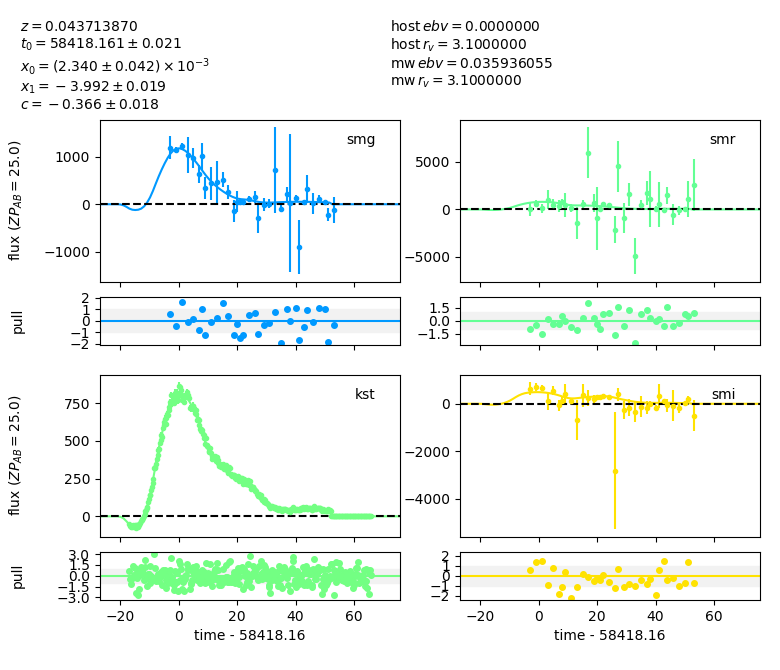 z = 0.043713870
t₀ = 58418.161 ± 0.021
x₀ = (2.340 ± 0.042) × 10⁻³
x₁ = −3.992 ± 0.019
c = −0.366 ± 0.018
host ebv = 0.0000000
host r_v = 3.1000000
mw ebv = 0.035936055
mw r_v = 3.1000000
flux (ZP_AB = 25.0)
1000
0
−1000
smg
5000
0
−5000
smr
pull
2
1
0
−1
−2
1.5
0.0
−1.5
flux (ZP_AB = 25.0)
750
500
250
0
kst
0
−2000
−4000
smi
pull
3.0
1.5
0.0
−1.5
−3.0
2
1
0
−1
−2
−20 0 20 40 60
−20 0 20 40 60
time - 58418.16
time - 58418.16